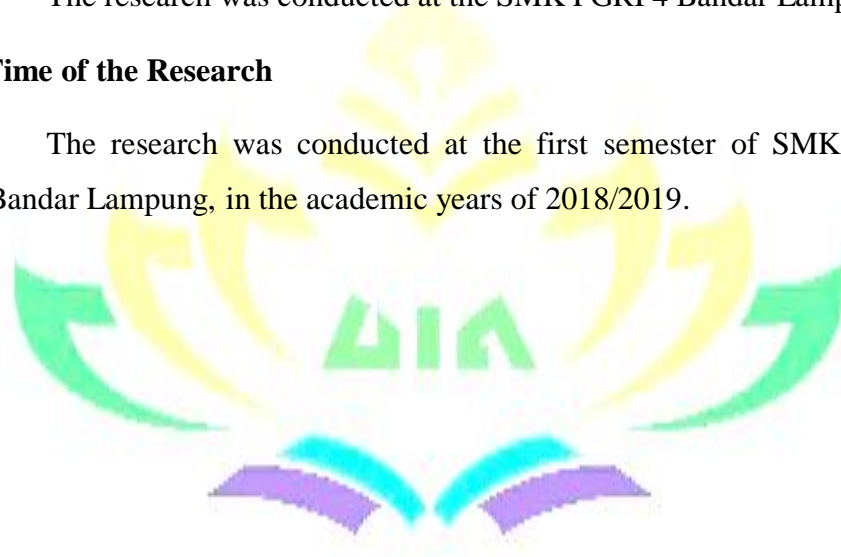 The research was conducted at the SMK PGRI 4 Bandar Lamp
Time of the Research
The research was conducted at the first semester of SMK
Bandar Lampung, in the academic years of 2018/2019.
UIN